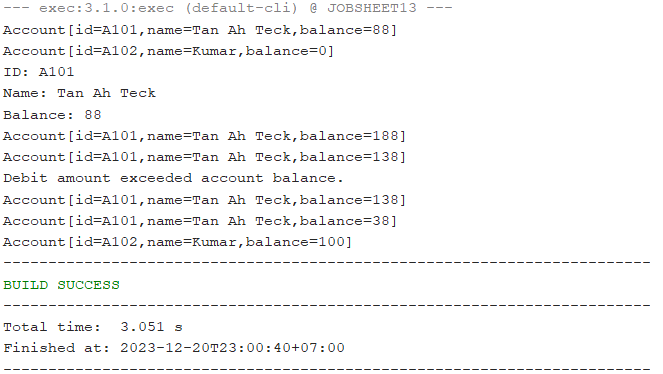 --- exec:3.1.0:exec (default-cli) @ JOBSHEET13 ---
Account[id=A101,name=Tan Ah Teck,balance=88]
Account[id=A102,name=Kumar,balance=0]
ID: A101
Name: Tan Ah Teck
Balance: 88
Account[id=A101,name=Tan Ah Teck,balance=188]
Account[id=A101,name=Tan Ah Teck,balance=138]
Debit amount exceeded account balance.
Account[id=A101,name=Tan Ah Teck,balance=138]
Account[id=A101,name=Tan Ah Teck,balance=38]
Account[id=A102,name=Kumar,balance=100]
------------------------------------------------------------------------
BUILD SUCCESS
------------------------------------------------------------------------
Total time:  3.051 s
Finished at: 2023-12-20T23:00:40+07:00
------------------------------------------------------------------------